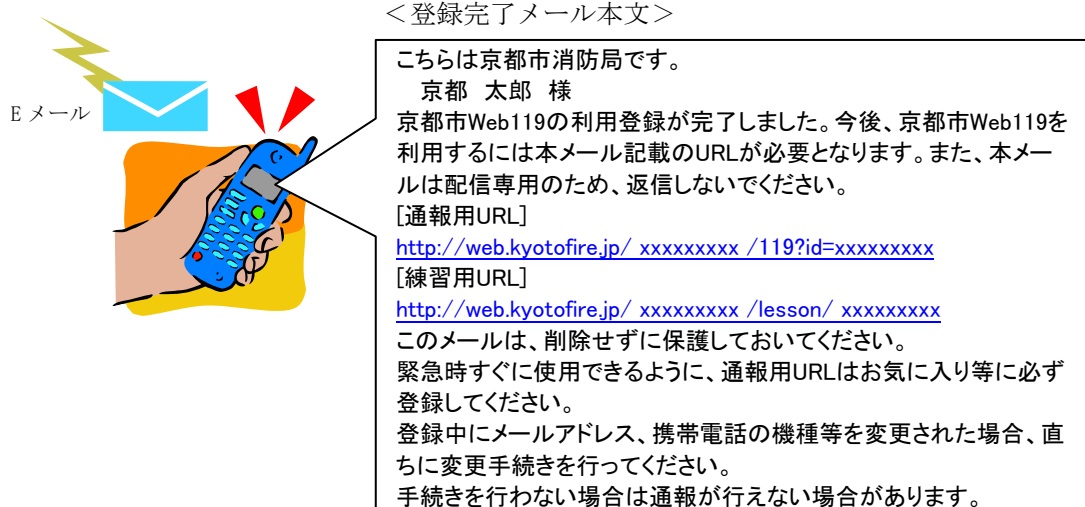 ＜登録完了メール本文＞
Eメール
こちらは京都市消防局です。
京都　太郎　様
京都市Web119の利用登録が完了しました。今後、京都市Web119を
利用するには本メール記載のURLが必要となります。また、本メー
ルは配信専用のため、返信しないでください。
[通報用URL]
http://web.kyotofire.jp/ xxxxxxxxx /119?id=xxxxxxxxx
[練習用URL]
http://web.kyotofire.jp/ xxxxxxxxx /lesson/ xxxxxxxxx
このメールは、削除せずに保護しておいてください。
緊急時すぐに使用できるように、通報用URLはお気に入り等に必ず
登録してください。
登録中にメールアドレス、携帯電話の機種等を変更された場合、直
ちに変更手続きを行ってください。
手続きを行わない場合は通報が行えない場合があります。